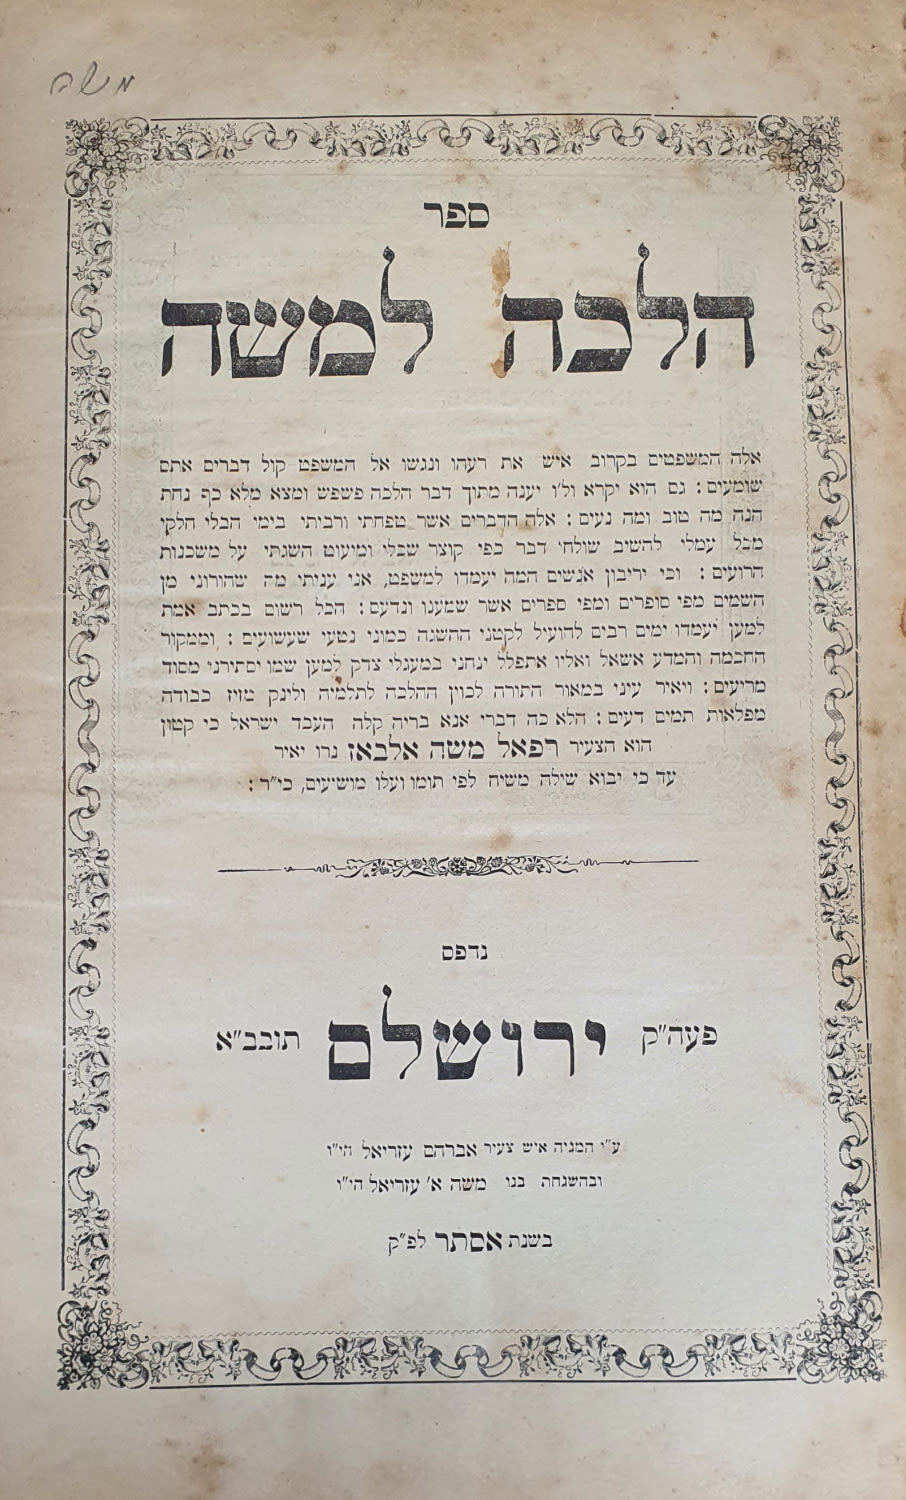 משה
ספר
הלכה למשה
אלה המשפטים בקרוב איש את רעהו ונגשו אל המשפט קול דברים אתם
שומעים : גם הוא יקרא ול״ו יענה מתוך דבר הלכה פשפש ומצא מלא כף נחת
הנה מה טוב ומה נעים : אלה הדברים אשר טפחתי ורביתי בימי הבלי חלקי
מכל עמלי להשיב שולחי דבר כפי קוצר שכלי ומיעוט השגתי על משכנות
הרועים : וכי יריבון אנשים המה יעמדו למשפט, אני עניתי מה שהורוני מן
השמים מפי סופרים ומפי ספרים אשר שמענו ונדעם : הכל רשום בכתב אמת
למען יעמדו ימים רבים להועיל לקטני ההשגה כמוני נטעי שעשועים : וממקור
החכמה והמדע אשאל ואליו אתפלל ינחני במעגלי צדק למען שמו יסתירני מסוד
מריעים : ויאיר עיני במאור התורה לכוין ההלכה לתלמיה ולינק מזיז כבודה
מפלאות תמים דעים : הלא כה דברי אנא בריה קלה העבד ישראל כי קטון
הוא הצעיר רפאל משה אלבאז נרו יאיר
עד כי יבוא שילה משיח לפי תומו ועלו מושיעים, כי״ר :
נדפס
פעה״ק ירושלם תובב״א
ע״י המגיה איש צעיר אברהם עזריאל הי״ו
ובהשגחת בנו משה א׳ עזריאל הי״ו
בשנת אסתר לפ״ק